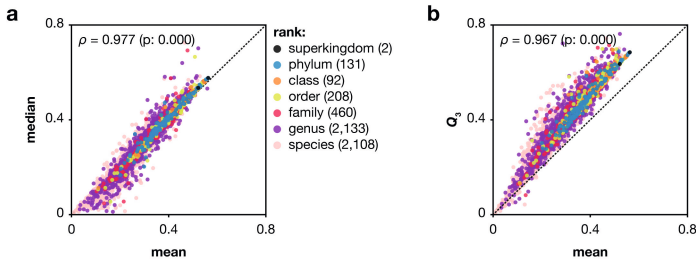 a
0.8
ρ = 0.977 (p: 0.000)
median
0.4
0
0
0.4
0.8
mean
rank:
superkingdom (2)
phylum (131)
class (92)
order (208)
family (460)
genus (2,133)
species (2,108)
b
0.8
ρ = 0.967 (p: 0.000)
Q3
0.4
0
0
0.4
0.8
mean